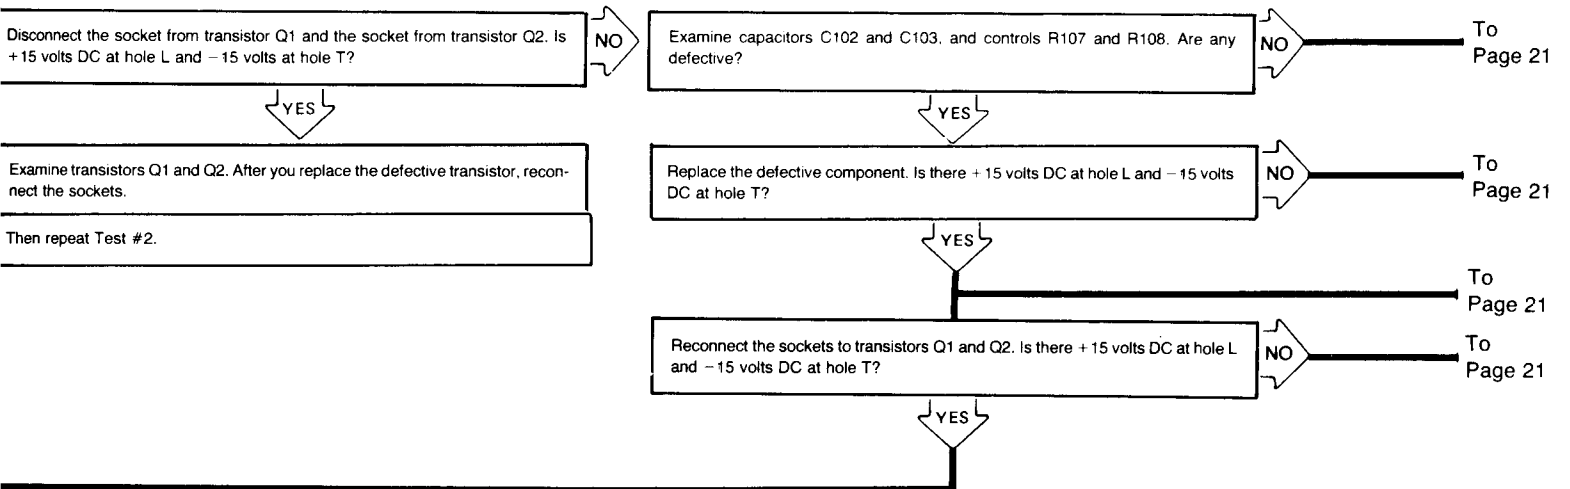 Disconnect the socket from transistor Q1 and the socket from transistor Q2. Is
+15 volts DC at hole L and −15 volts at hole T?
NO
Examine capacitors C102 and C103, and controls R107 and R108. Are any
defective?
NO
To
Page 21
YES
YES
Examine transistors Q1 and Q2. After you replace the defective transistor, recon-
nect the sockets.
Then repeat Test #2.
Replace the defective component. Is there +15 volts DC at hole L and −15 volts
DC at hole T?
NO
To
Page 21
YES
To
Page 21
Reconnect the sockets to transistors Q1 and Q2. Is there +15 volts DC at hole L
and −15 volts DC at hole T?
NO
To
Page 21
YES